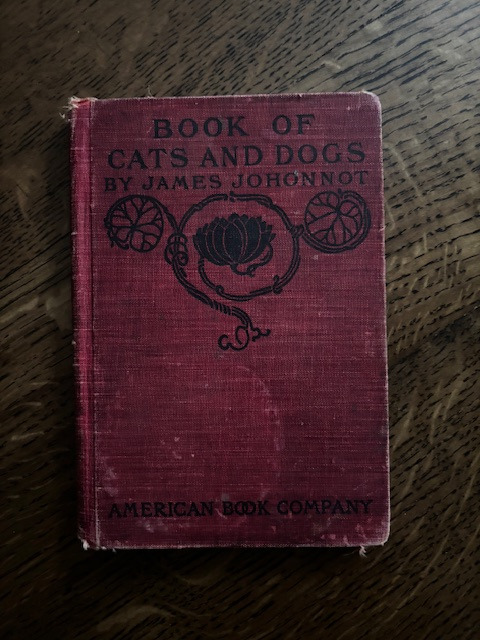 BOOK OF
CATS AND DOGS
BY JAMES JOHONNOT
AMERICAN BOOK COMPANY